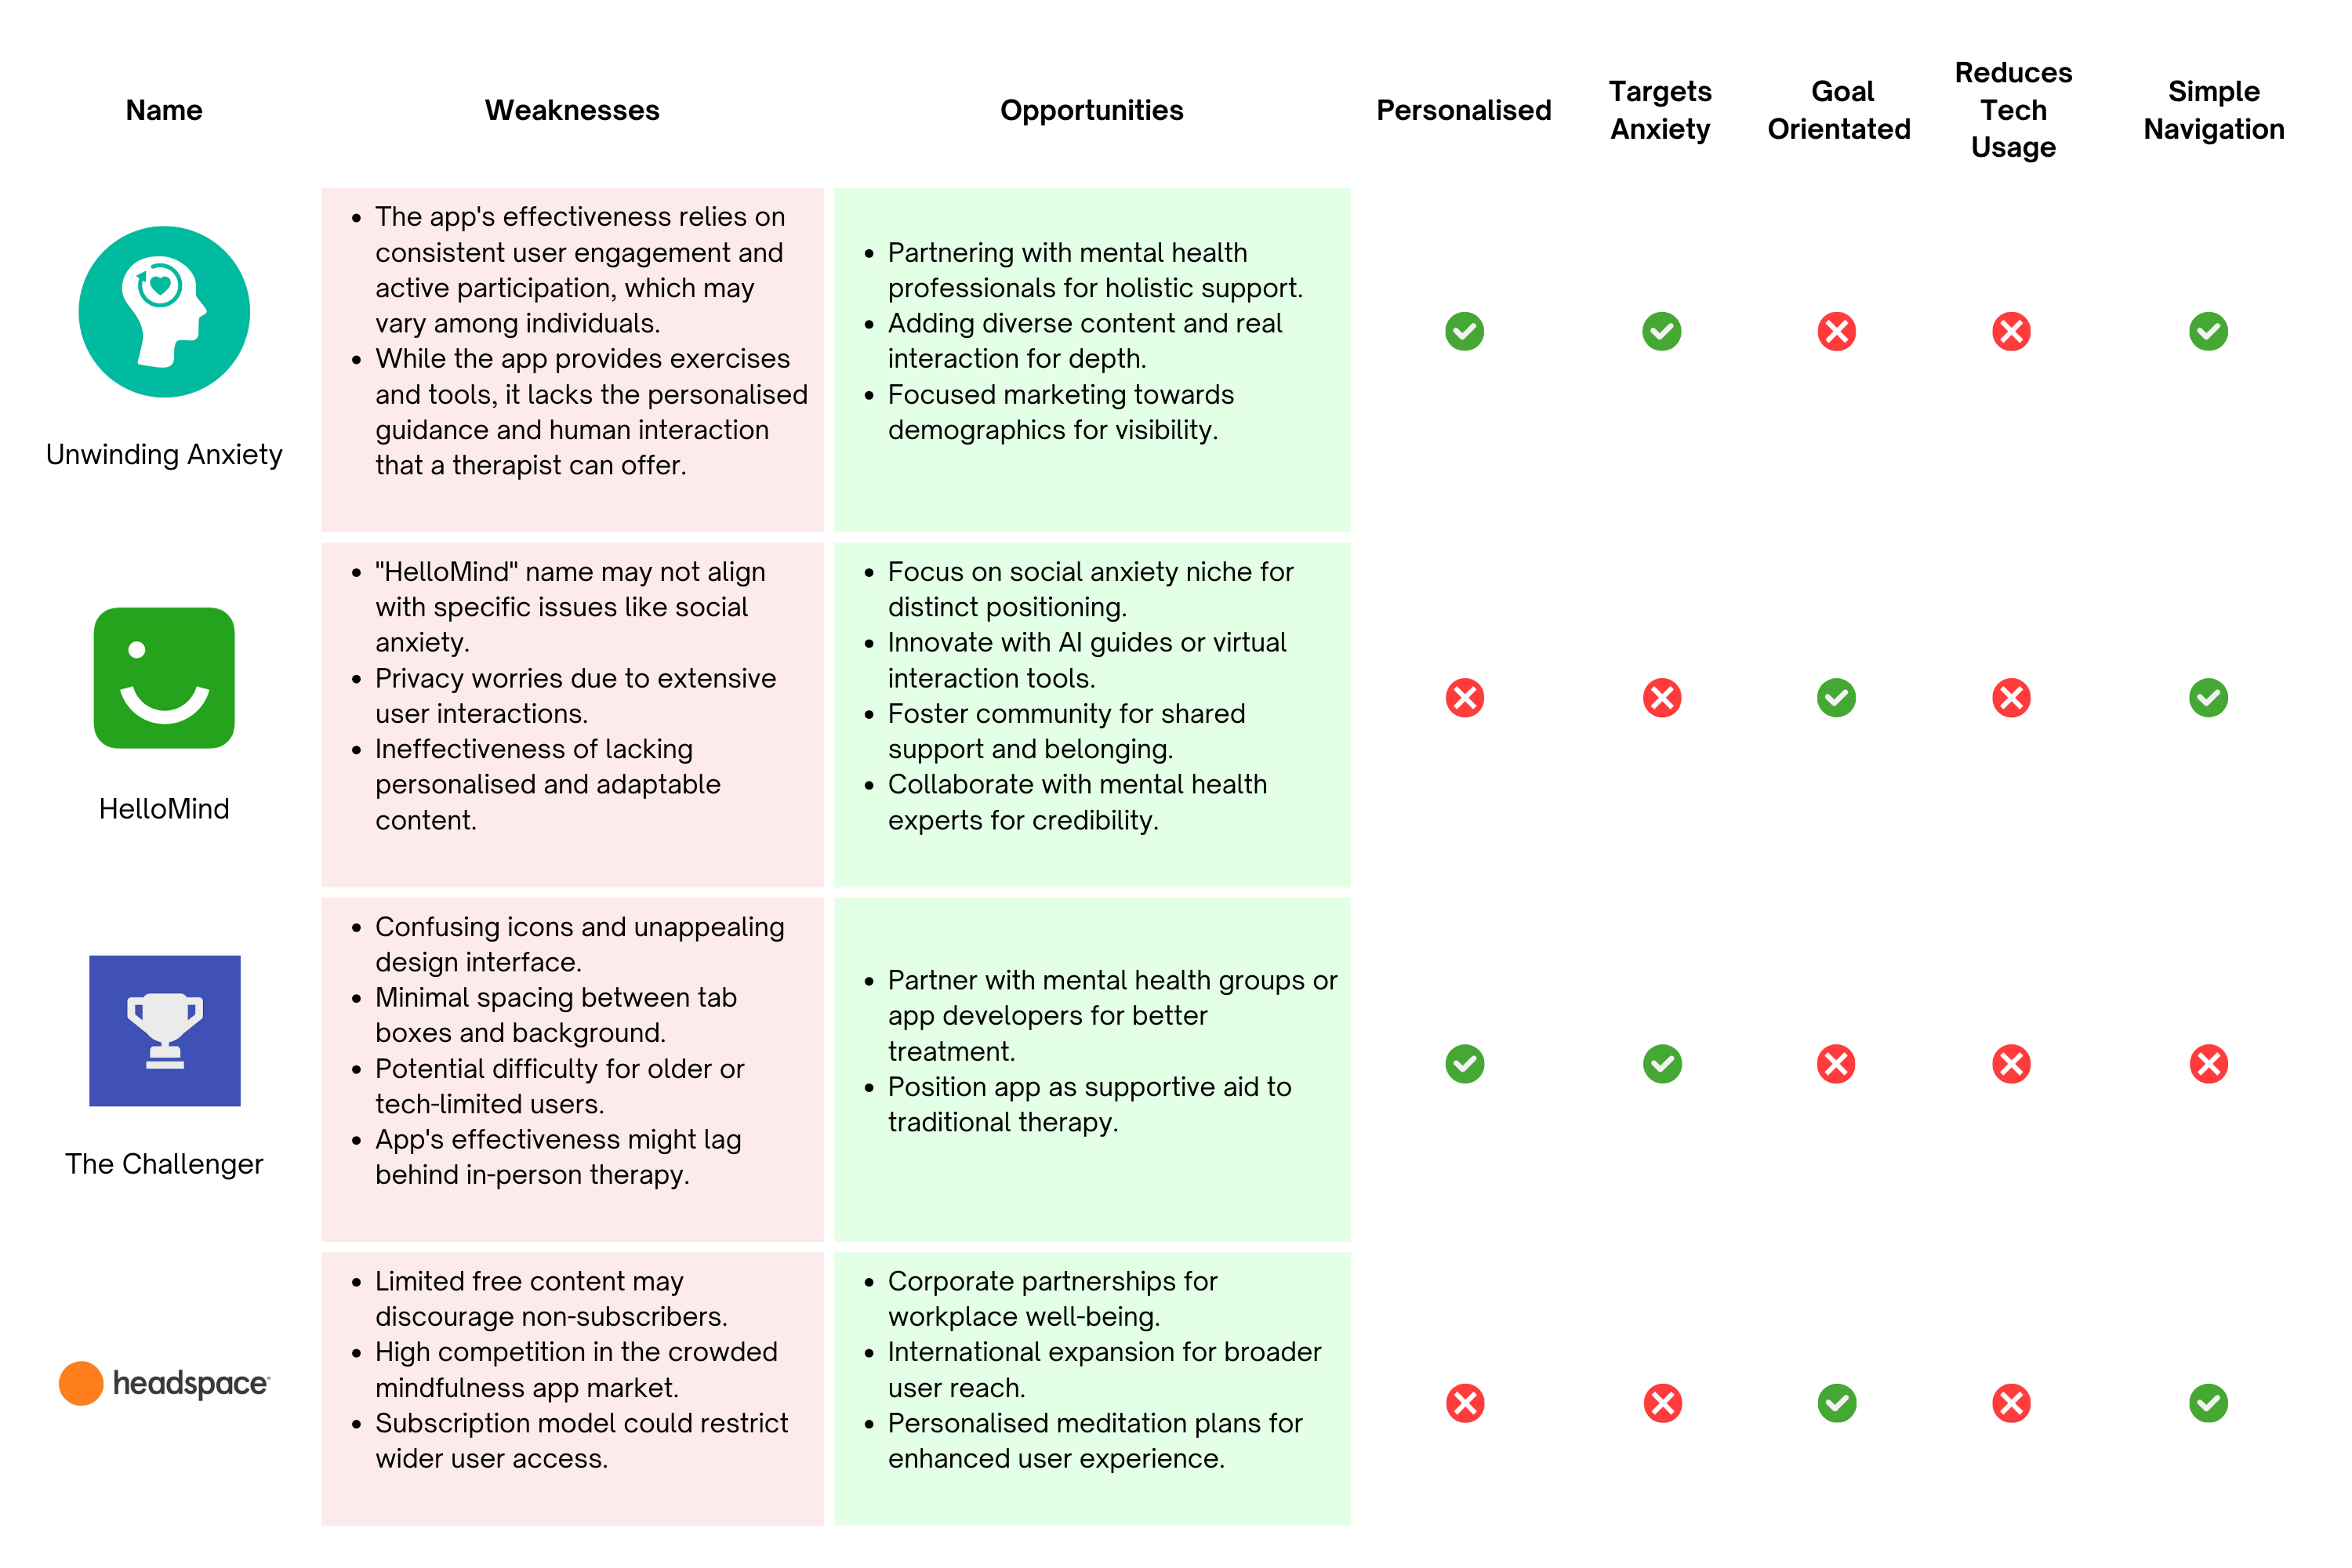 Name
Weaknesses
Opportunities
Personalised
Targets
Anxiety
Goal
Orientated
Reduces
Tech
Usage
Simple
Navigation
Unwinding Anxiety
• The app's effectiveness relies on
consistent user engagement and
active participation, which may
vary among individuals.
• While the app provides exercises
and tools, it lacks the personalised
guidance and human interaction
that a therapist can offer.
• Partnering with mental health
professionals for holistic support.
• Adding diverse content and real
interaction for depth.
• Focused marketing towards
demographics for visibility.
HelloMind
• "HelloMind" name may not align
with specific issues like social
anxiety.
• Privacy worries due to extensive
user interactions.
• Ineffectiveness of lacking
personalised and adaptable
content.
• Focus on social anxiety niche for
distinct positioning.
• Innovate with AI guides or virtual
interaction tools.
• Foster community for shared
support and belonging.
• Collaborate with mental health
experts for credibility.
The Challenger
• Confusing icons and unappealing
design interface.
• Minimal spacing between tab
boxes and background.
• Potential difficulty for older or
tech-limited users.
• App's effectiveness might lag
behind in-person therapy.
• Partner with mental health groups or
app developers for better
treatment.
• Position app as supportive aid to
traditional therapy.
headspace
• Limited free content may
discourage non-subscribers.
• High competition in the crowded
mindfulness app market.
• Subscription model could restrict
wider user access.
• Corporate partnerships for
workplace well-being.
• International expansion for broader
user reach.
• Personalised meditation plans for
enhanced user experience.